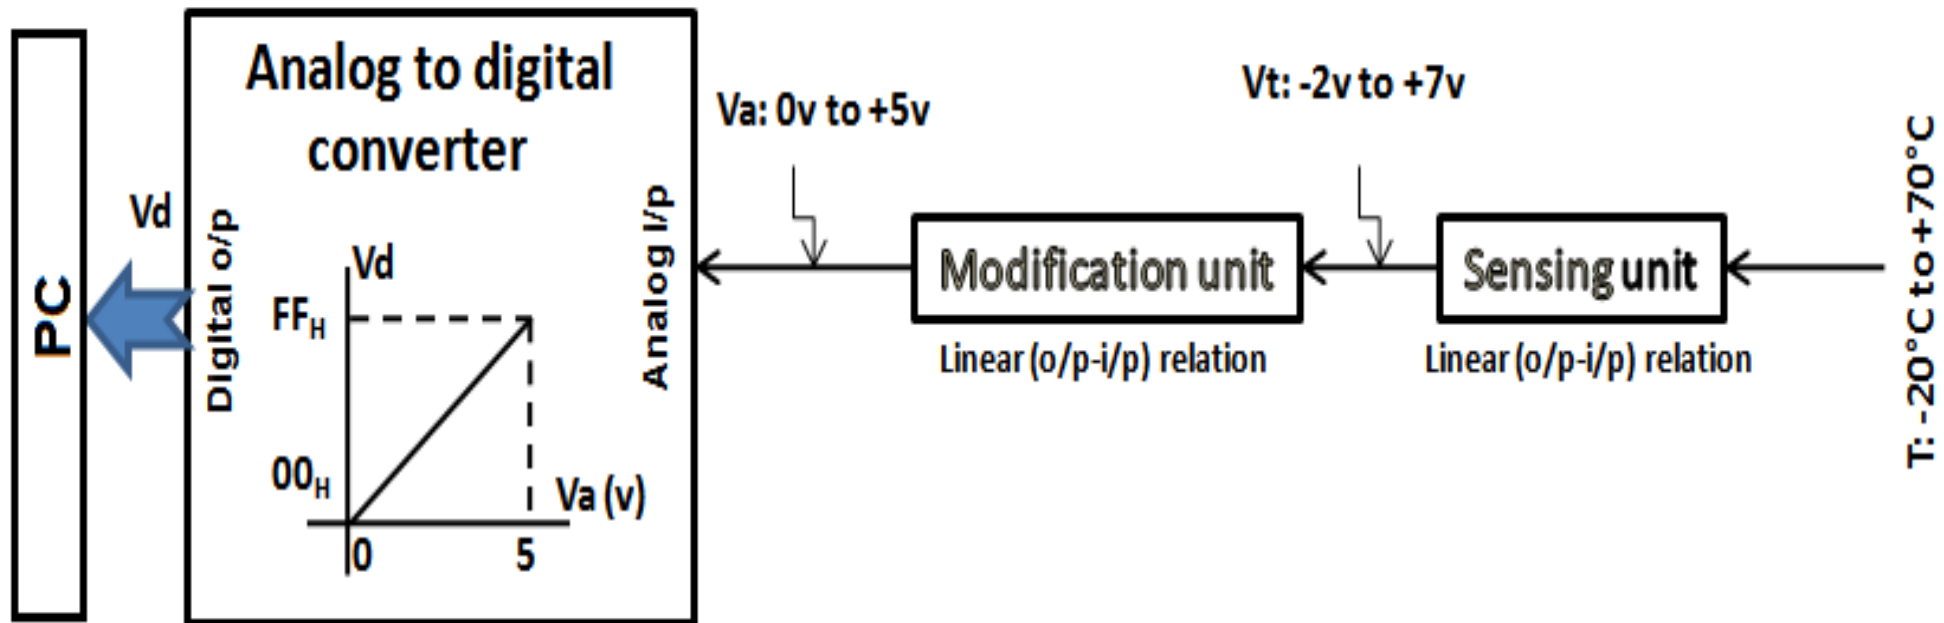 PC
Vd
Analog to digital
converter
Digital o/p
Vd
FFH
00H
0
5
Va (v)
Analog I/p
Va: 0v to +5v
Modification unit
Linear (o/p-i/p) relation
Vt: -2v to +7v
Sensing unit
Linear (o/p-i/p) relation
T: -20°C to +70°C